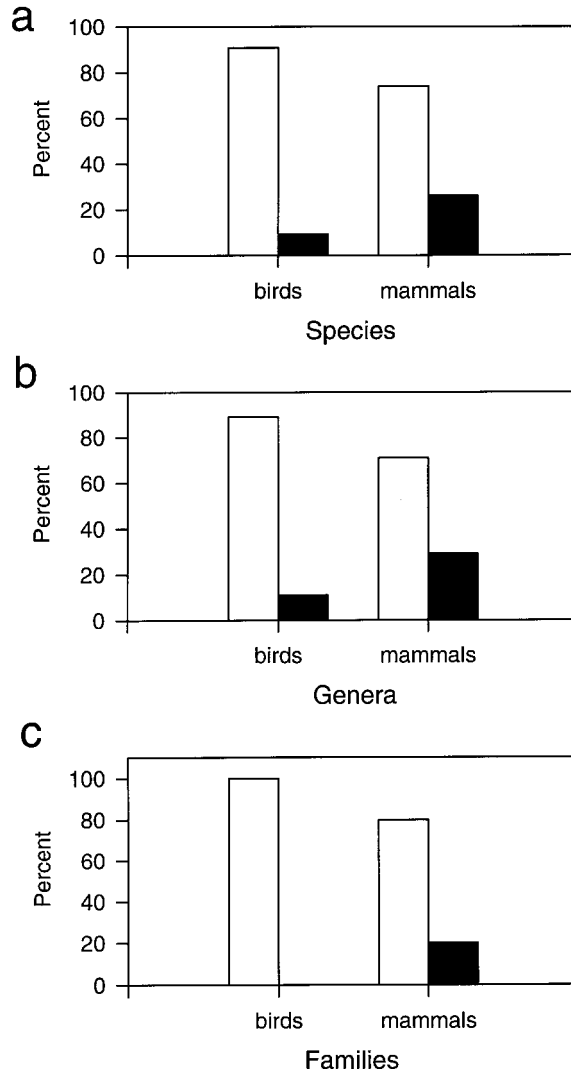 a
100
80
60
40
20
0
Percent
birds mammals
Species
b
100
80
60
40
20
0
Percent
birds mammals
Genera
c
100
80
60
40
20
0
Percent
birds mammals
Families